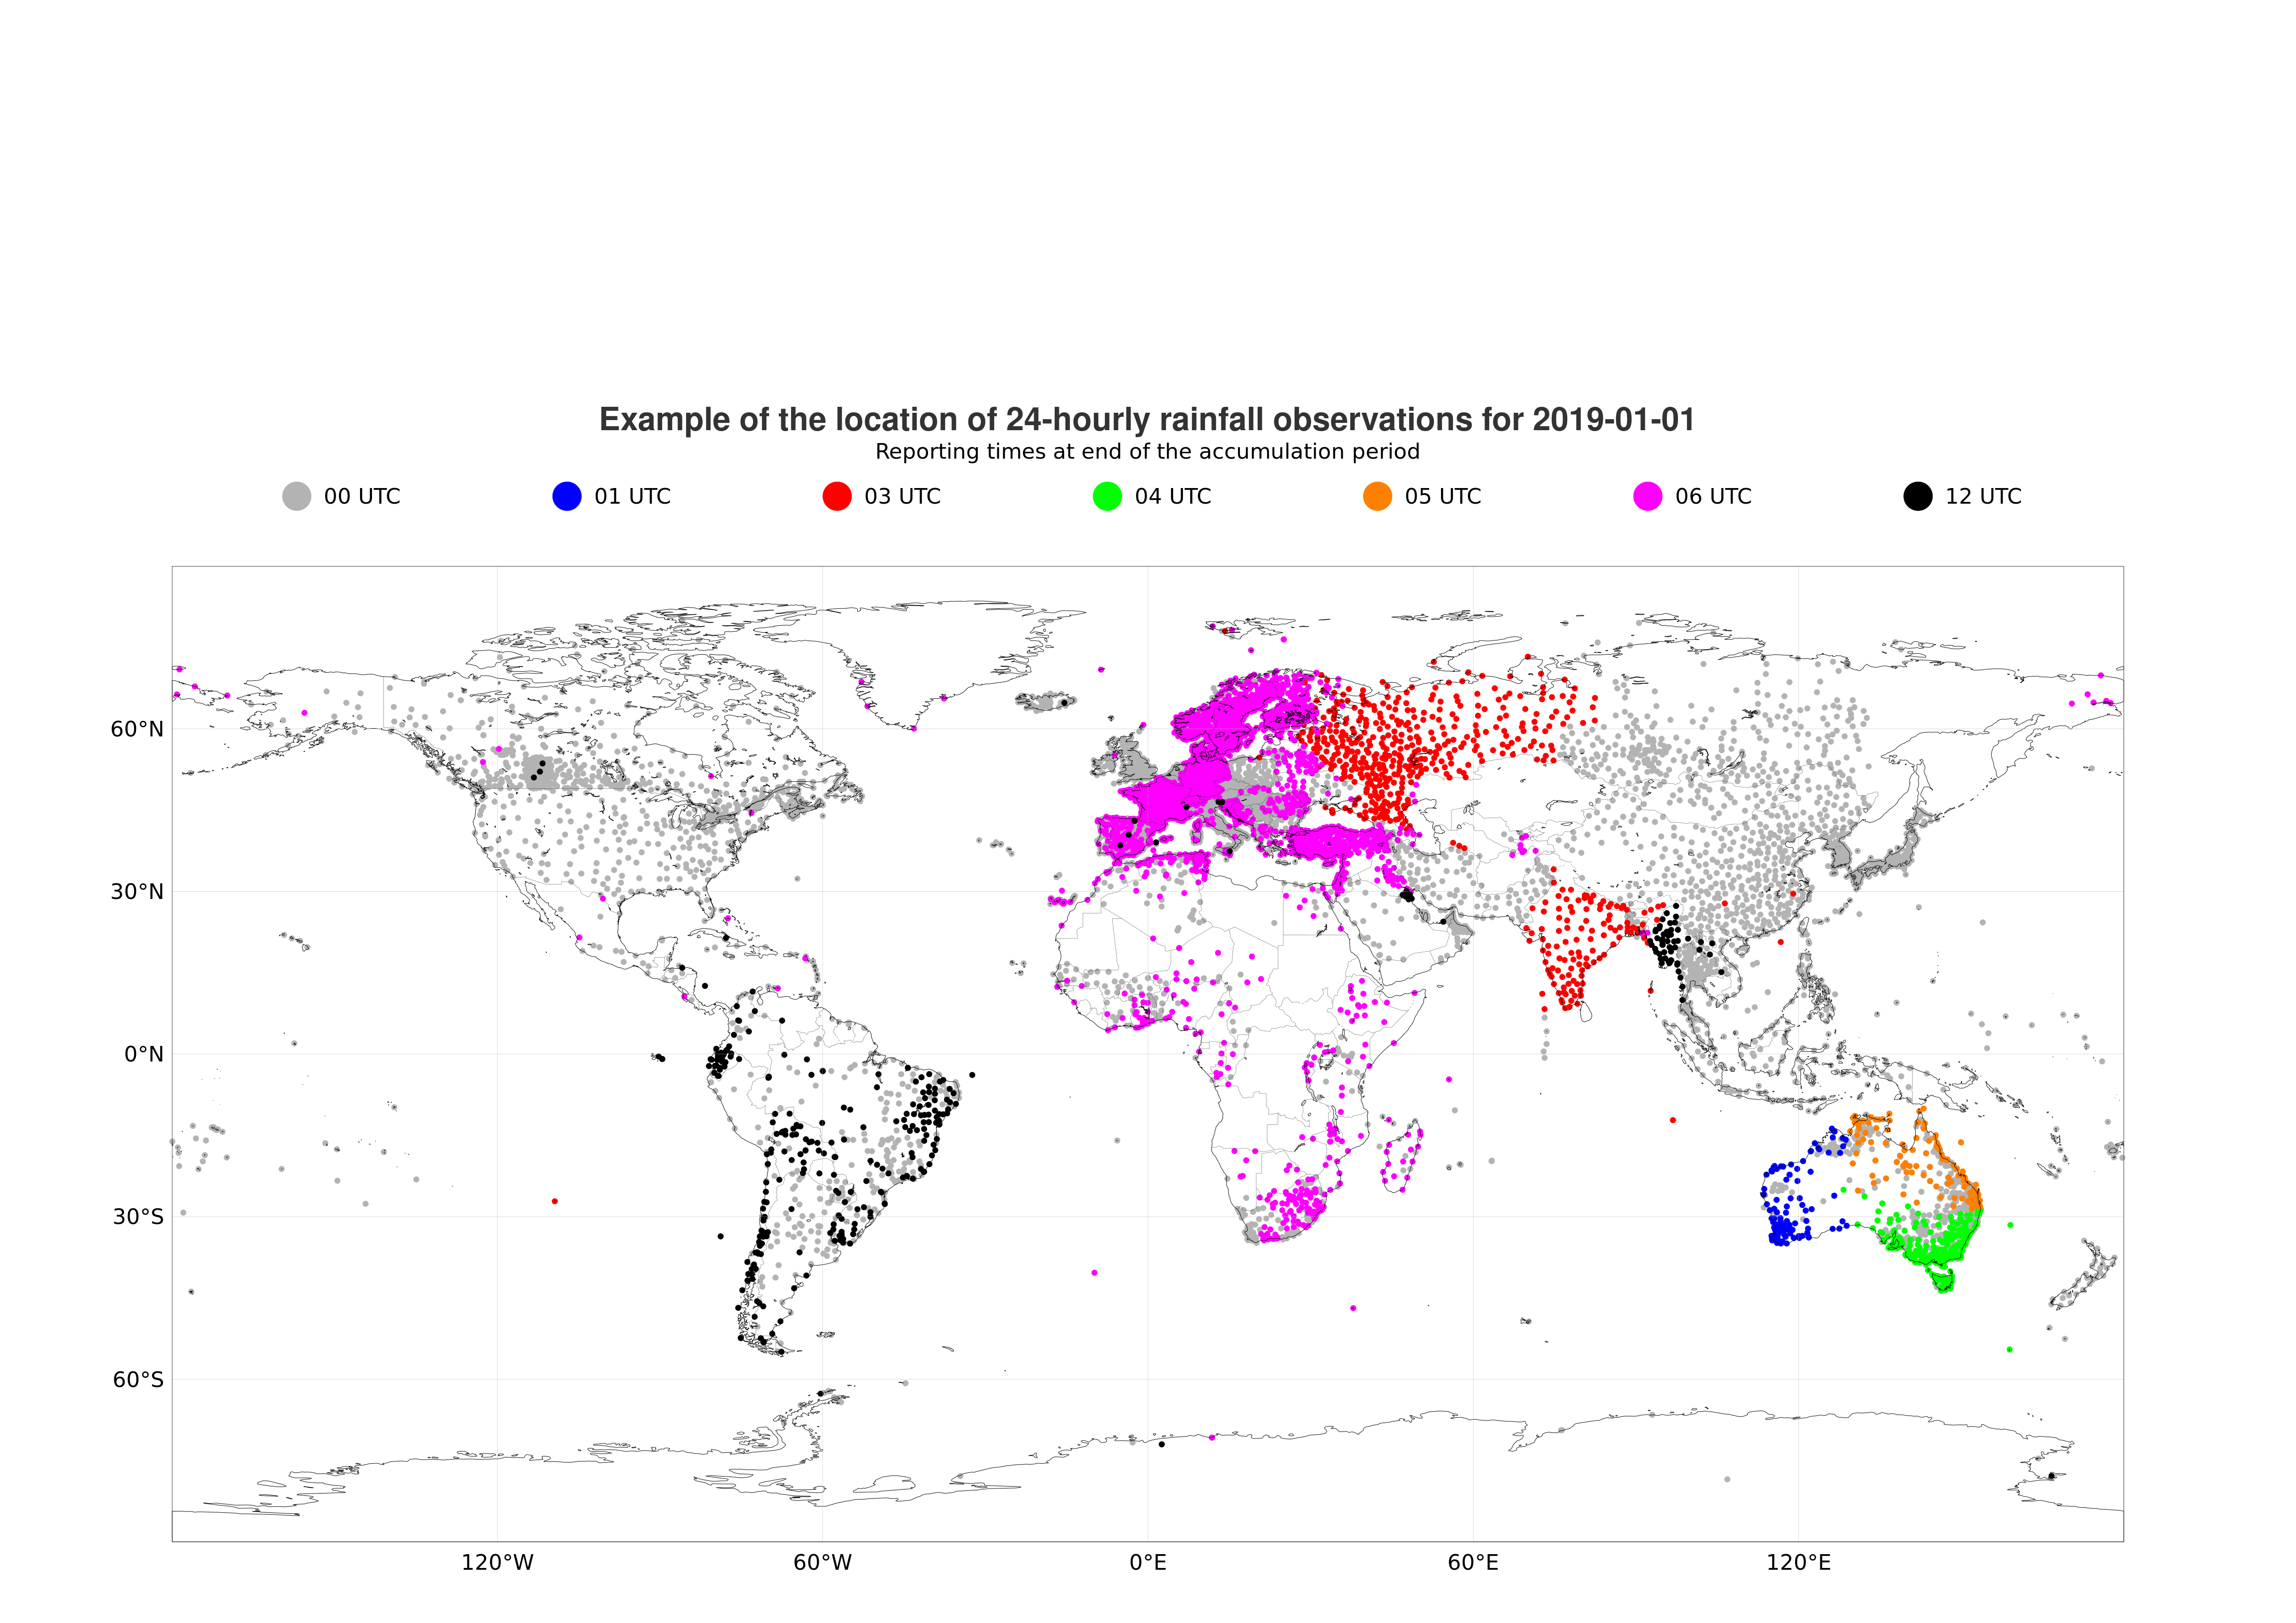 Example of the location of 24-hourly rainfall observations for 2019-01-01
Reporting times at end of the accumulation period
00 UTC 01 UTC 03 UTC 04 UTC 05 UTC 06 UTC 12 UTC
60°N
30°N
0°N
30°S
60°S
120°W 60°W 0°E 60°E 120°E